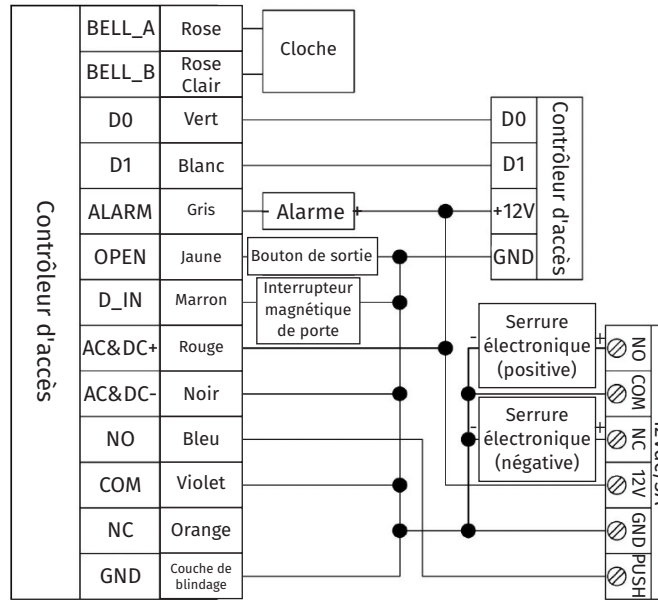 Contrôleur d'accès
BELL_A Rose
BELL_B Rose
Clair
Cloche
D0 Vert
D1 Blanc
ALARM Gris
- Alarme +
OPEN Jaune
Bouton de sortie
D_IN Marron
Interrupteur
magnétique
de porte
AC&DC+ Rouge
AC&DC- Noir
NO Bleu
COM Violet
NC Orange
GND Couche de
blindage
D0
D1
+12V
GND
Contrôleur d'accès
- Serrure +
électronique
(positive)
- Serrure +
électronique
(négative)
NO
COM
NC
12V
GND
PUSH